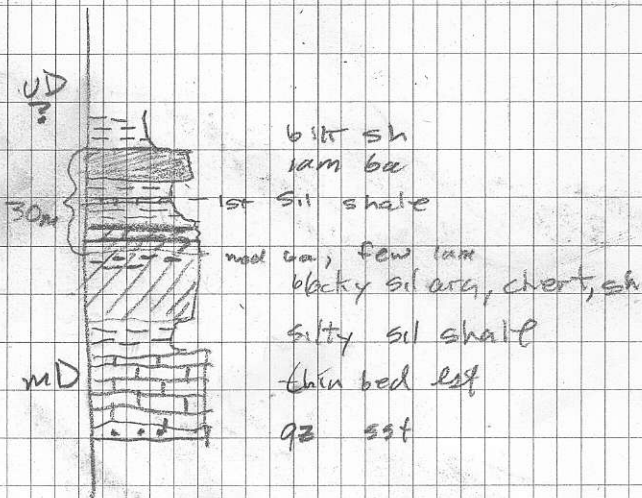 UD
?
blk sh
lam ba
30m
lst
sil shale
nod ba, few lam
blocky sil arg, chert, sh
silty sil shale
mD
thin bed lst
qz sst